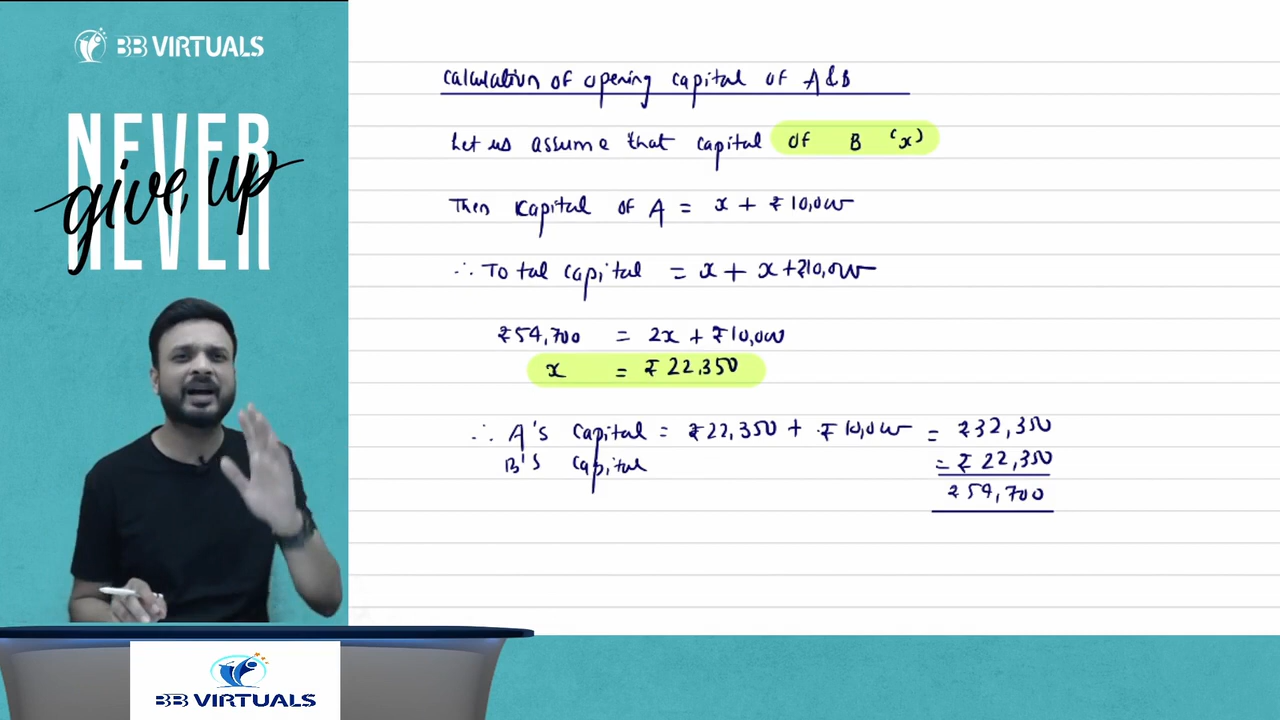 BB VIRTUALS
NEVER
give up
NEVER
Calculation of opening capital of A & B
Let us assume that capital of B (x)
Then Kapital of A = x + ₹10,000
∴ Total capital = x + x + ₹10,000
₹54,700 = 2x + ₹10,000
x = ₹22,350
∴ A's Capital = ₹22,350 + ₹10,000 = ₹32,350
B's Capital = ₹22,350
₹54,700
BB VIRTUALS